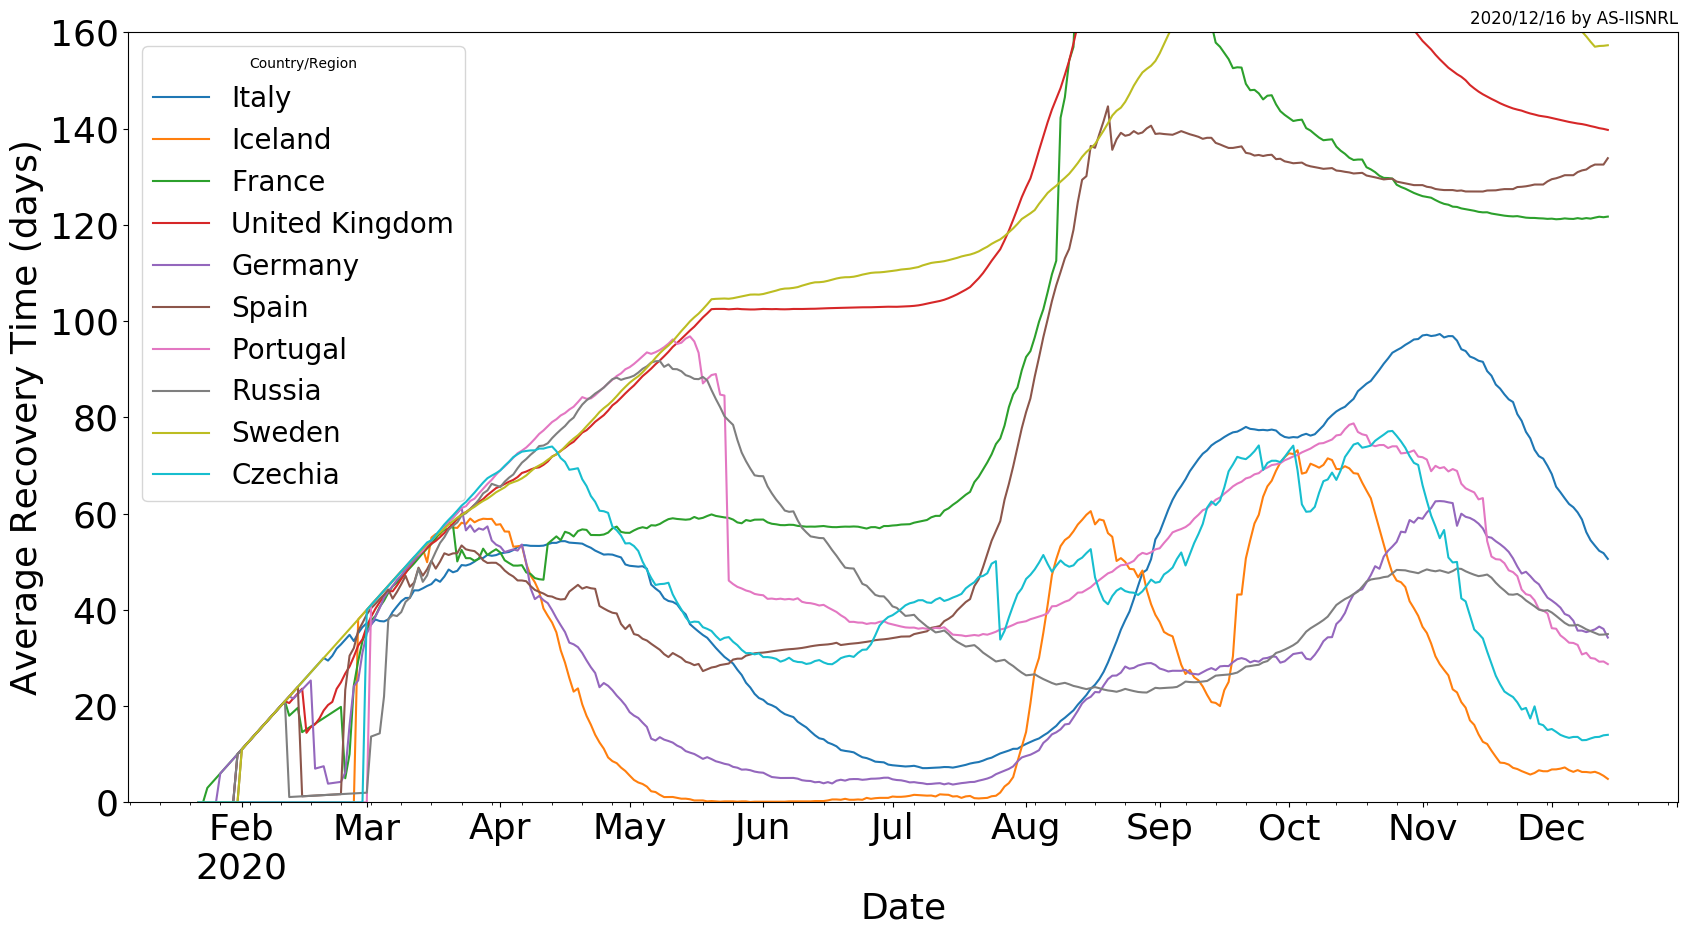 2020/12/16 by AS-IISNRL
Average Recovery Time (days)
160
140
120
100
80
60
40
20
0
Country/Region
Italy
Iceland
France
United Kingdom
Germany
Spain
Portugal
Russia
Sweden
Czechia
Feb Mar Apr May Jun Jul Aug Sep Oct Nov Dec
2020
Date